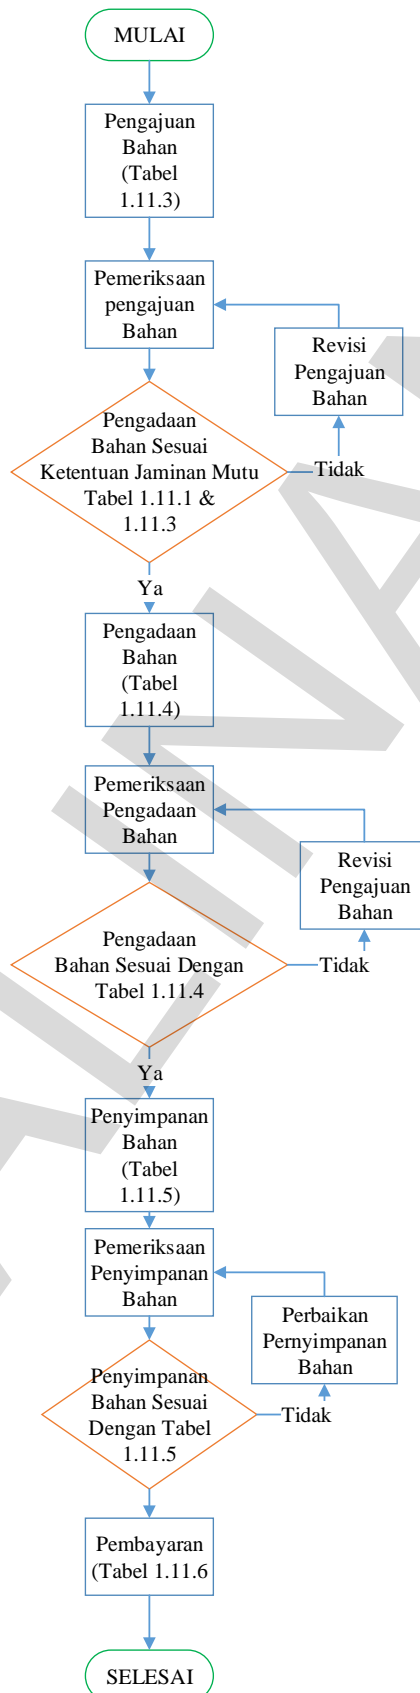 MULAI
Pengajuan
Bahan
(Tabel
1.11.3)
Pemeriksaan
pengajuan
Bahan
Revisi
Pengajuan
Bahan
Pengadaan
Bahan Sesuai
Ketentuan Jaminan Mutu
Tabel 1.11.1 &
1.11.3
Tidak
Ya
Pengadaan
Bahan
(Tabel
1.11.4)
Pemeriksaan
Pengadaan
Bahan
Revisi
Pengajuan
Bahan
Pengadaan
Bahan Sesuai Dengan
Tabel 1.11.4
Tidak
Ya
Penyimpanan
Bahan
(Tabel
1.11.5)
Pemeriksaan
Penyimpanan
Bahan
Perbaikan
Pernyimpanan
Bahan
Penyimpanan
Bahan Sesuai
Dengan Tabel
1.11.5
Tidak
Pembayaran
(Tabel 1.11.6
SELESAI